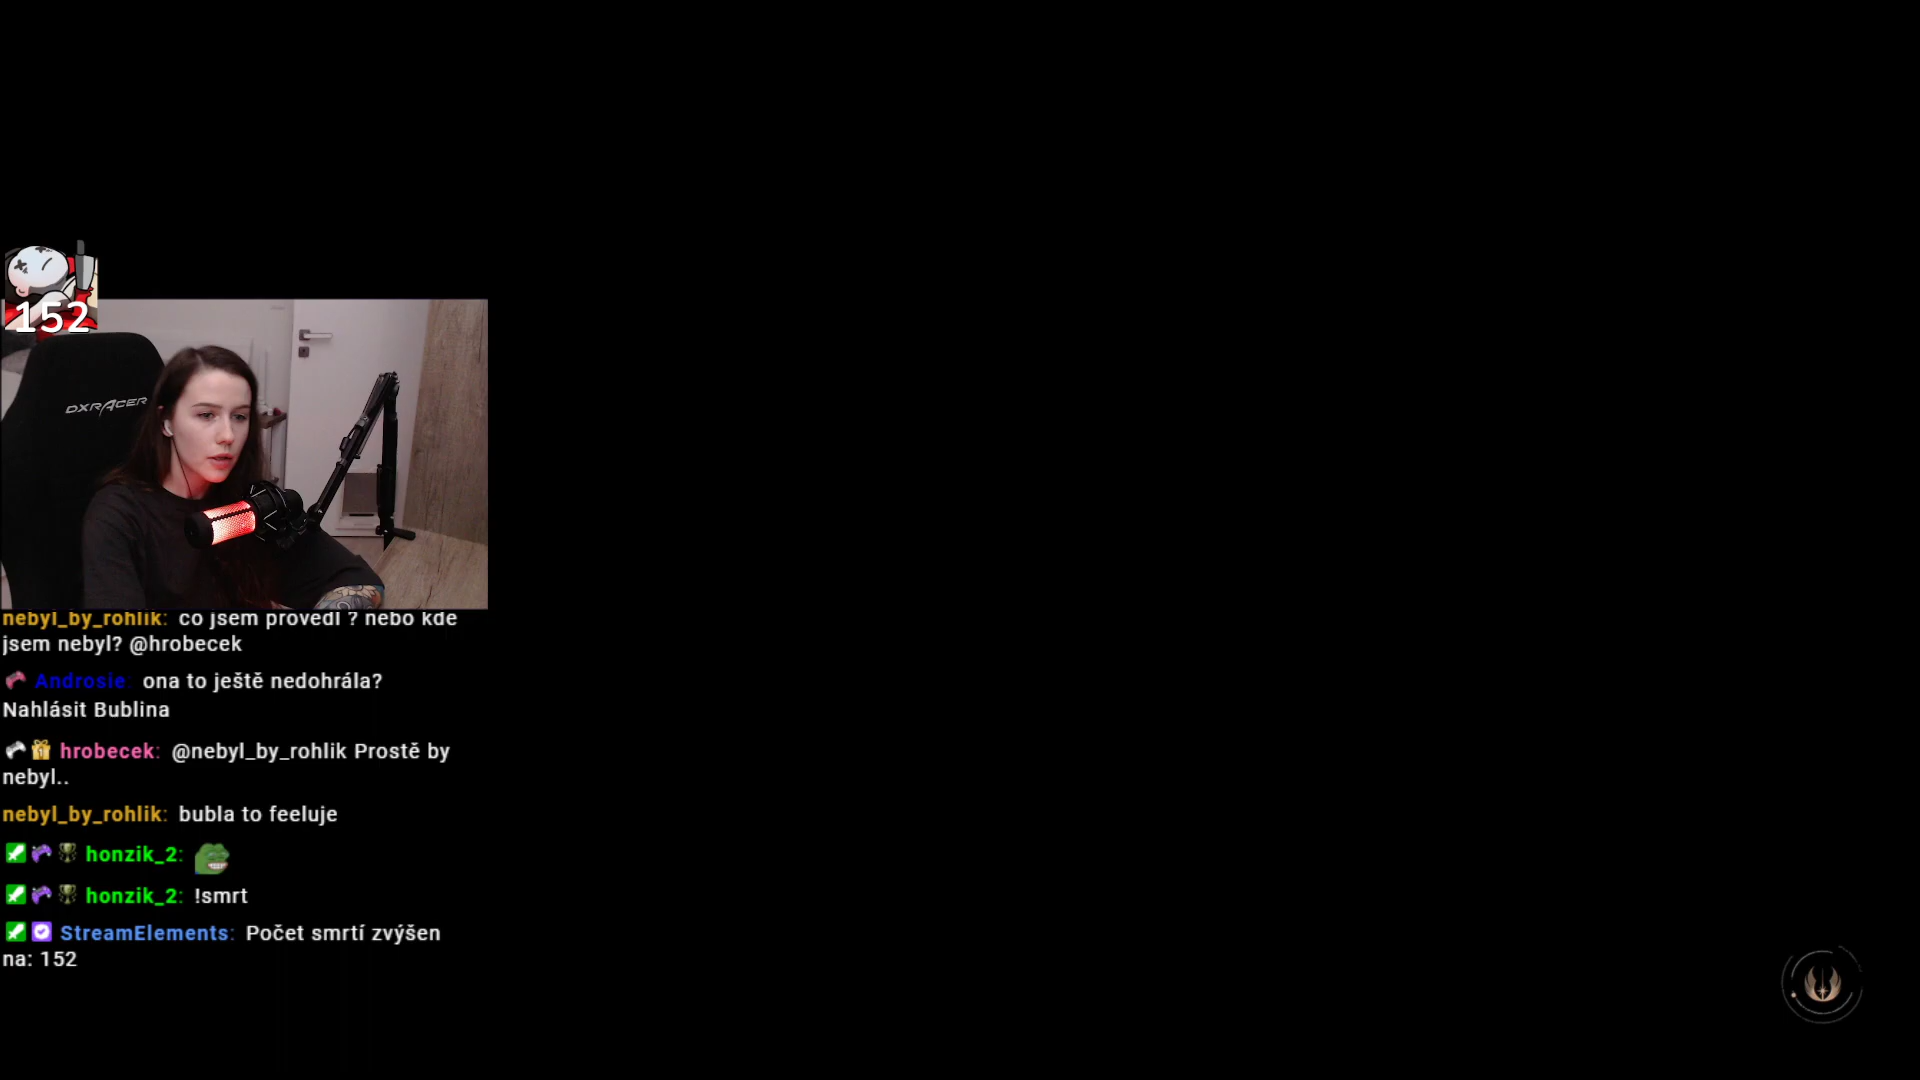 152
DXRACER
nebyl_by_rohlik: co jsem provedl ? nebo kde
jsem nebyl? @hrobecek
Androsie: ona to ještě nedohrála?
Nahlásit Bublina
hrobecek: @nebyl_by_rohlik Prostě by
nebyl..
nebyl_by_rohlik: bubla to feeluje
honzik_2:
honzik_2: !smrt
StreamElements: Počet smrtí zvýšen
na: 152